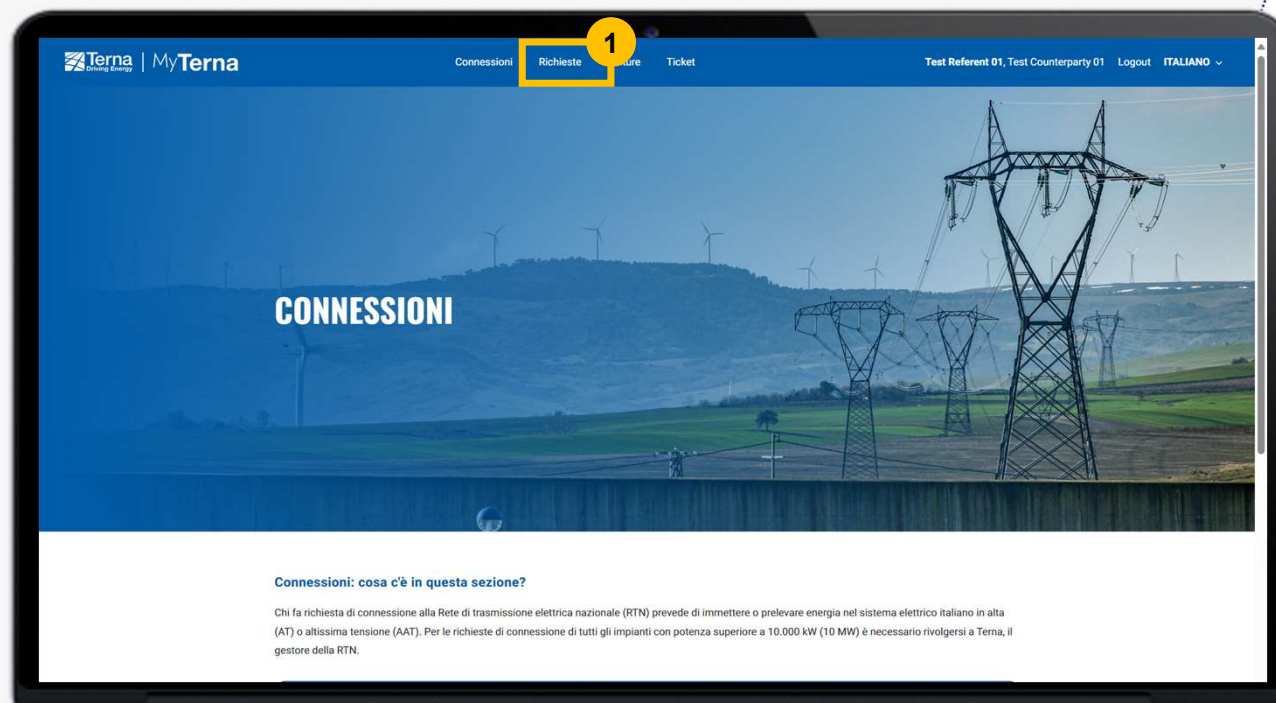 Terna
Driving Energy
MyTerna
Connessioni Richieste Ticket
1
Test Referent 01, Test Counterparty 01 Logout ITALIANO
CONNESSIONI
Connessioni: cosa c'è in questa sezione?
Chi fa richiesta di connessione alla Rete di trasmissione elettrica nazionale (RTN) prevede di immettere o prelevare energia nel sistema elettrico italiano in alta
(AT) o altissima tensione (AAT). Per le richieste di connessione di tutti gli impianti con potenza superiore a 10.000 kW (10 MW) è necessario rivolgersi a Terna, il
gestore della RTN.